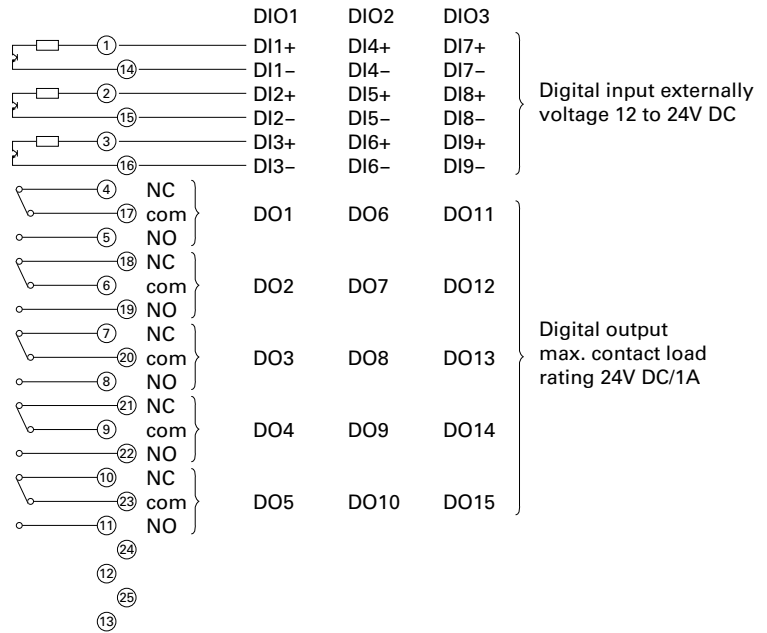 DIO1 DIO2 DIO3
1 DI1+ DI4+ DI7+
14 DI1– DI4– DI7–
2 DI2+ DI5+ DI8+
15 DI2– DI5– DI8–
3 DI3+ DI6+ DI9+
16 DI3– DI6– DI9–
Digital input externally
voltage 12 to 24V DC
4 NC
17 com DO1 DO6 DO11
5 NO
18 NC
6 com DO2 DO7 DO12
19 NO
7 NC
20 com DO3 DO8 DO13
8 NO
21 NC
9 com DO4 DO9 DO14
22 NO
10 NC
23 com DO5 DO10 DO15
11 NO
Digital output
max. contact load
rating 24V DC/1A
24
12
25
13